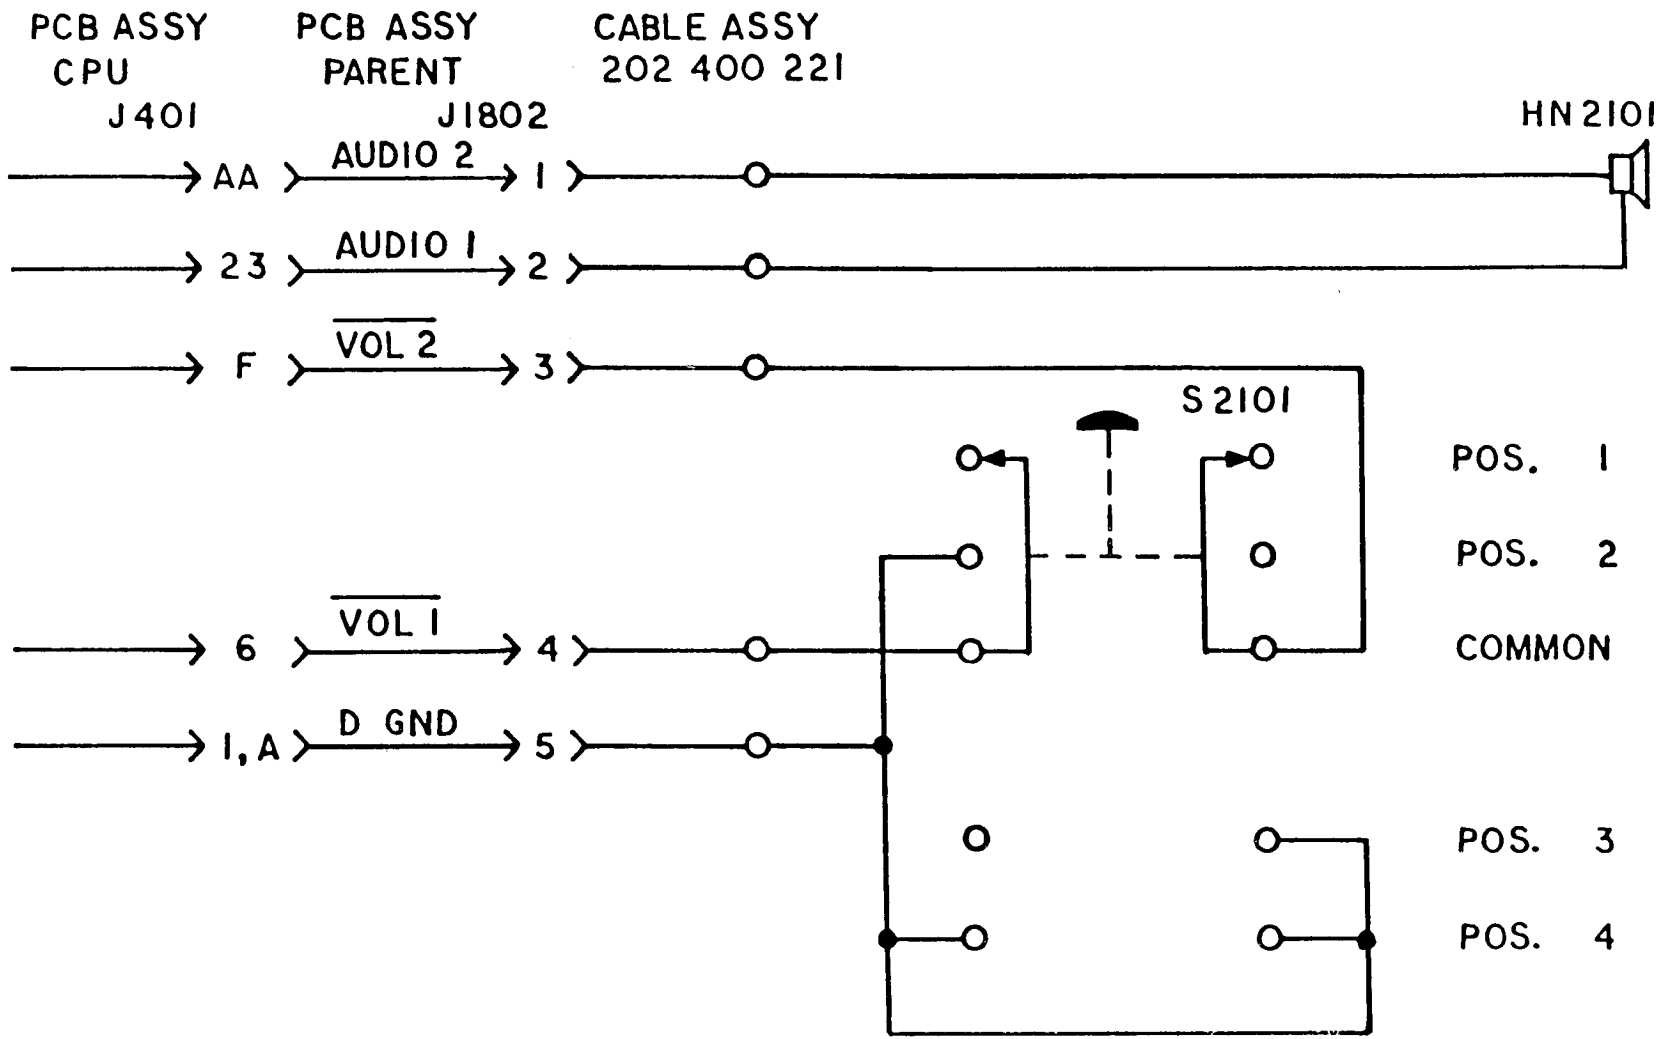 PCB ASSY PCB ASSY CABLE ASSY
CPU PARENT 202 400 221
J401 J1802 HN2101
AA AUDIO 2 1
23 AUDIO 1 2
F VOL 2 3
S2101
POS. 1
POS. 2
6 VOL 1 4 COMMON
1, A D GND 5
POS. 3
POS. 4